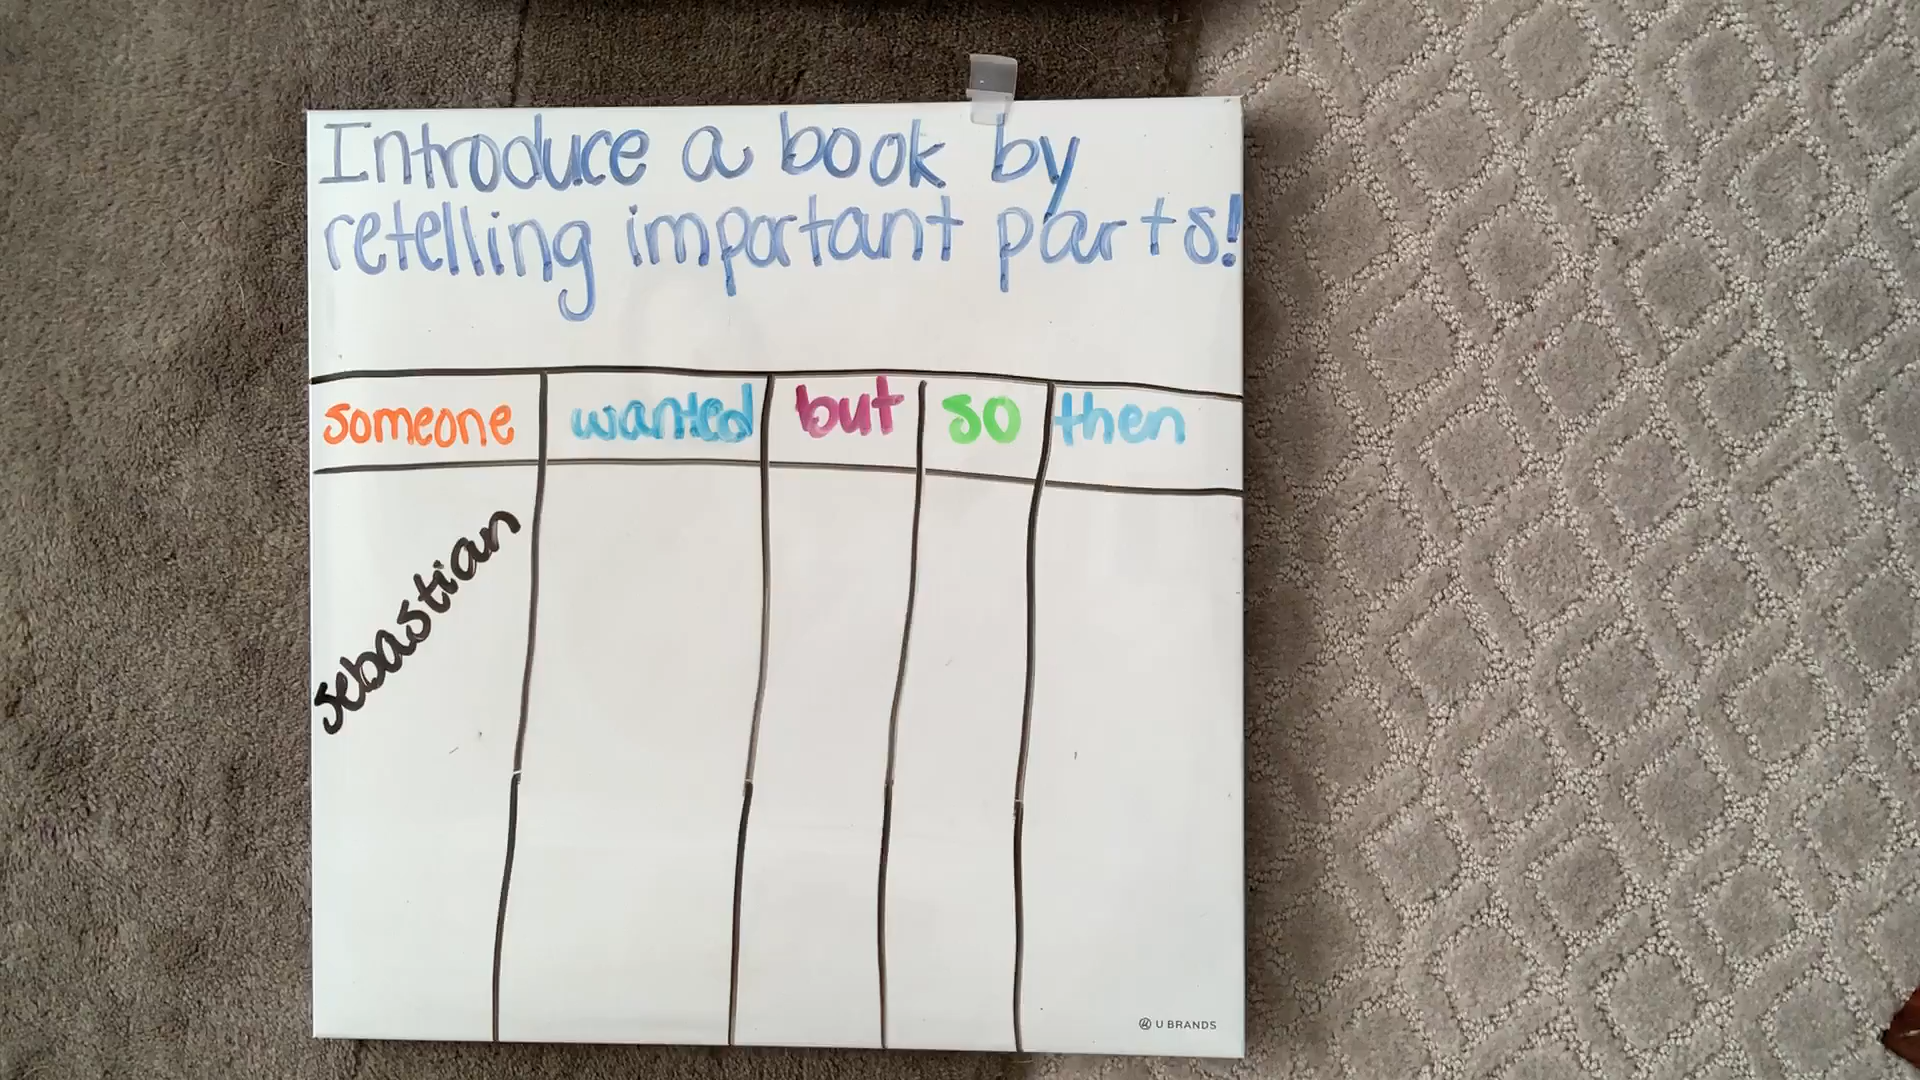 Introduce a book by
retelling important parts!
someone wanted but so then
sebastian
U BRANDS